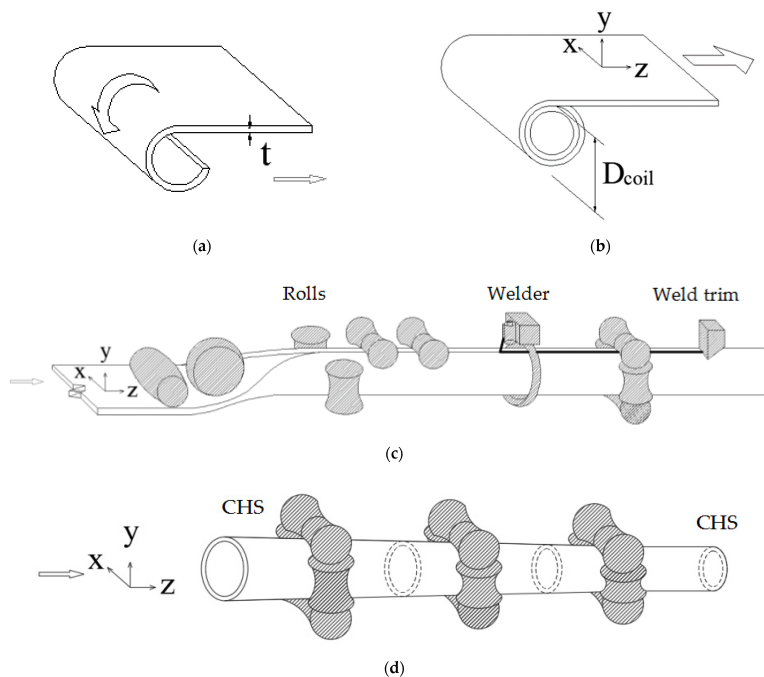 t
(a)
y
x
z
Dcoil
(b)
Rolls
Welder
Weld trim
y
x
z
(c)
CHS
CHS
y
x
z
(d)